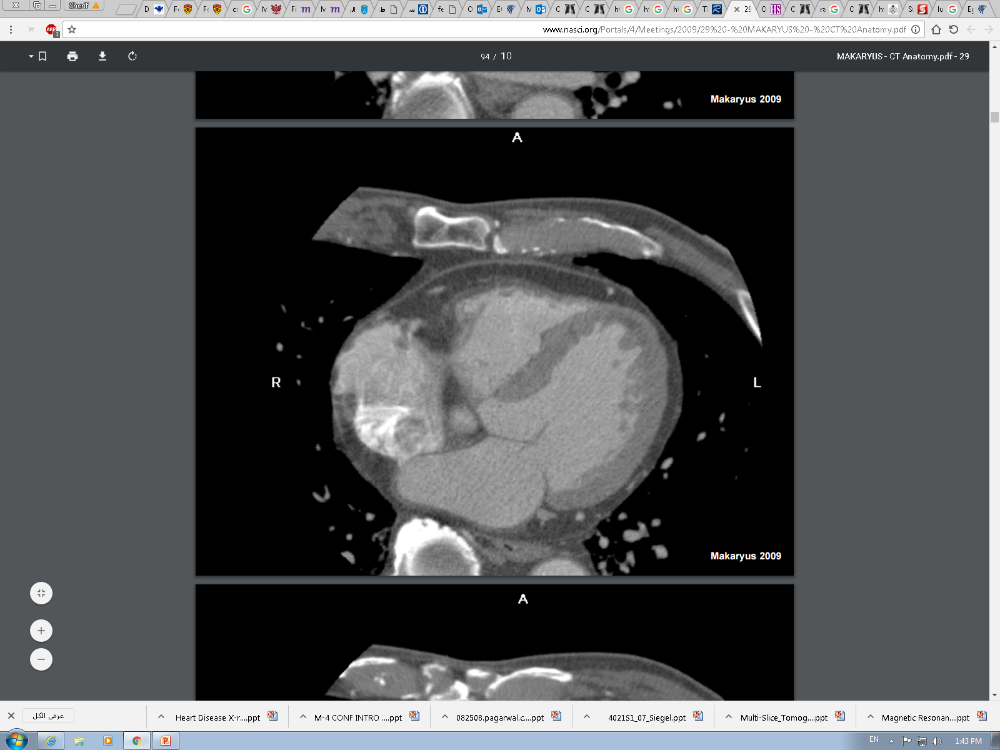 Sheriff
29
www.nasci.org/Portals/4/Meetings/2009/29%20-%20MAKARYUS%20-%20CT%20Anatomy.pdf
94 / 10
MAKARYUS - CT Anatomy.pdf - 29
Makaryus 2009
A
R
L
Makaryus 2009
A
عرض الكل
Heart Disease X-r....ppt
M-4 CONF INTRO ....ppt
082508.pagarwal.c....ppt
4021S1_07_Siegel.ppt
Multi-Slice_Tomog....ppt
Magnetic Resonan....ppt
EN
1:43 PM